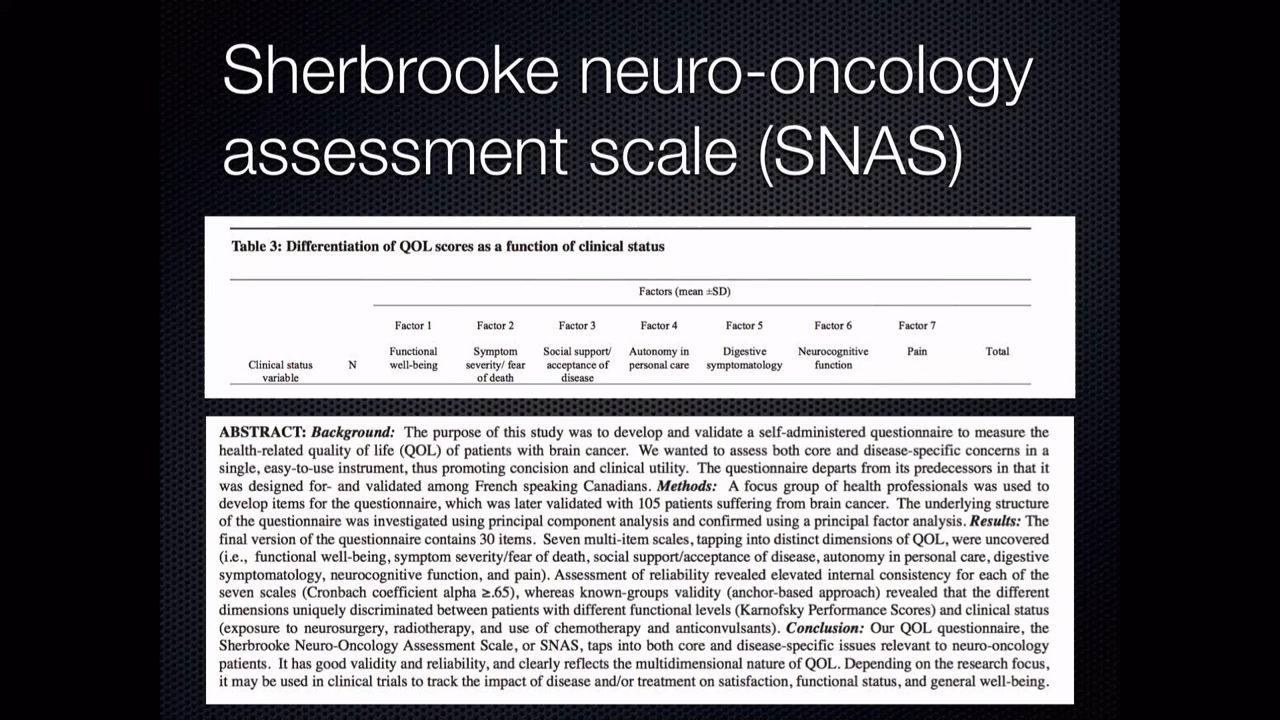 Sherbrooke neuro-oncology
assessment scale (SNAS)
Table 3: Differentiation of QOL scores as a function of clinical status
Factors (mean ±SD)
Factor 1 Factor 2 Factor 3 Factor 4 Factor 5 Factor 6 Factor 7
Functional Symptom Social support/ Autonomy in Digestive Neurocognitive Pain Total
Clinical status N well-being severity/ fear acceptance of personal care symptomatology function
variable of death disease
ABSTRACT: Background: The purpose of this study was to develop and validate a self-administered questionnaire to measure the
health-related quality of life (QOL) of patients with brain cancer. We wanted to assess both core and disease-specific concerns in a
single, easy-to-use instrument, thus promoting concision and clinical utility. The questionnaire departs from its predecessors in that it
was designed for- and validated among French speaking Canadians. Methods: A focus group of health professionals was used to
develop items for the questionnaire, which was later validated with 105 patients suffering from brain cancer. The underlying structure
of the questionnaire was investigated using principal component analysis and confirmed using a principal factor analysis. Results: The
final version of the questionnaire contains 30 items. Seven multi-item scales, tapping into distinct dimensions of QOL, were uncovered
(i.e., functional well-being, symptom severity/fear of death, social support/acceptance of disease, autonomy in personal care, digestive
symptomatology, neurocognitive function, and pain). Assessment of reliability revealed elevated internal consistency for each of the
seven scales (Cronbach coefficient alpha ≥.65), whereas known-groups validity (anchor-based approach) revealed that the different
dimensions uniquely discriminated between patients with different functional levels (Karnofsky Performance Scores) and clinical status
(exposure to neurosurgery, radiotherapy, and use of chemotherapy and anticonvulsants). Conclusion: Our QOL questionnaire, the
Sherbrooke Neuro-Oncology Assessment Scale, or SNAS, taps into both core and disease-specific issues relevant to neuro-oncology
patients. It has good validity and reliability, and clearly reflects the multidimensional nature of QOL. Depending on the research focus,
it may be used in clinical trials to track the impact of disease and/or treatment on satisfaction, functional status, and general well-being.